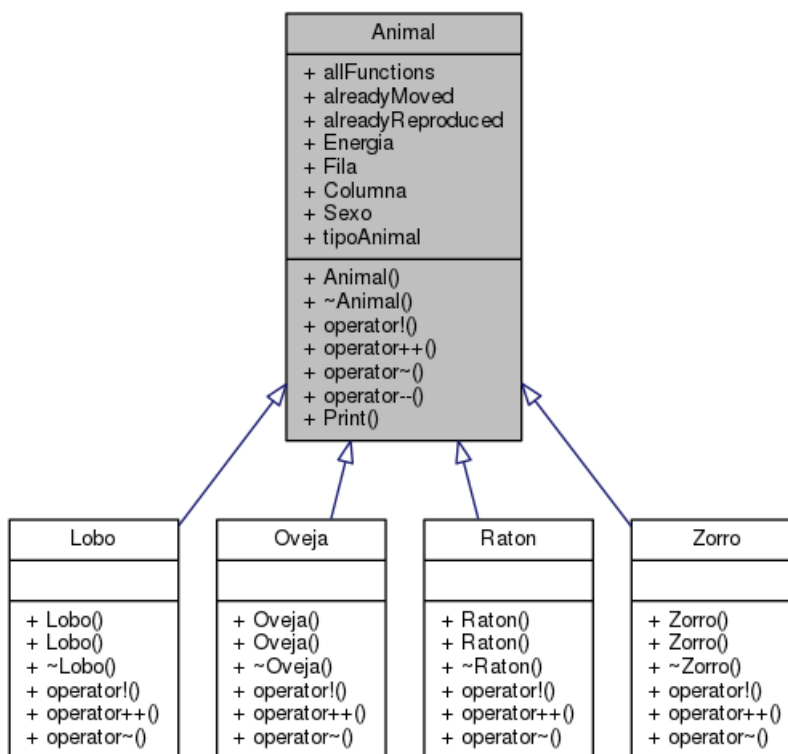 Animal
+ allFunctions
+ alreadyMoved
+ alreadyReproduced
+ Energia
+ Fila
+ Columna
+ Sexo
+ tipoAnimal
+ Animal()
+ ~Animal()
+ operator!()
+ operator++()
+ operator~()
+ operator--()
+ Print()
Lobo
+ Lobo()
+ Lobo()
+ ~Lobo()
+ operator!()
+ operator++()
+ operator~()
Oveja
+ Oveja()
+ Oveja()
+ ~Oveja()
+ operator!()
+ operator++()
+ operator~()
Raton
+ Raton()
+ Raton()
+ ~Raton()
+ operator!()
+ operator++()
+ operator~()
Zorro
+ Zorro()
+ Zorro()
+ ~Zorro()
+ operator!()
+ operator++()
+ operator~()